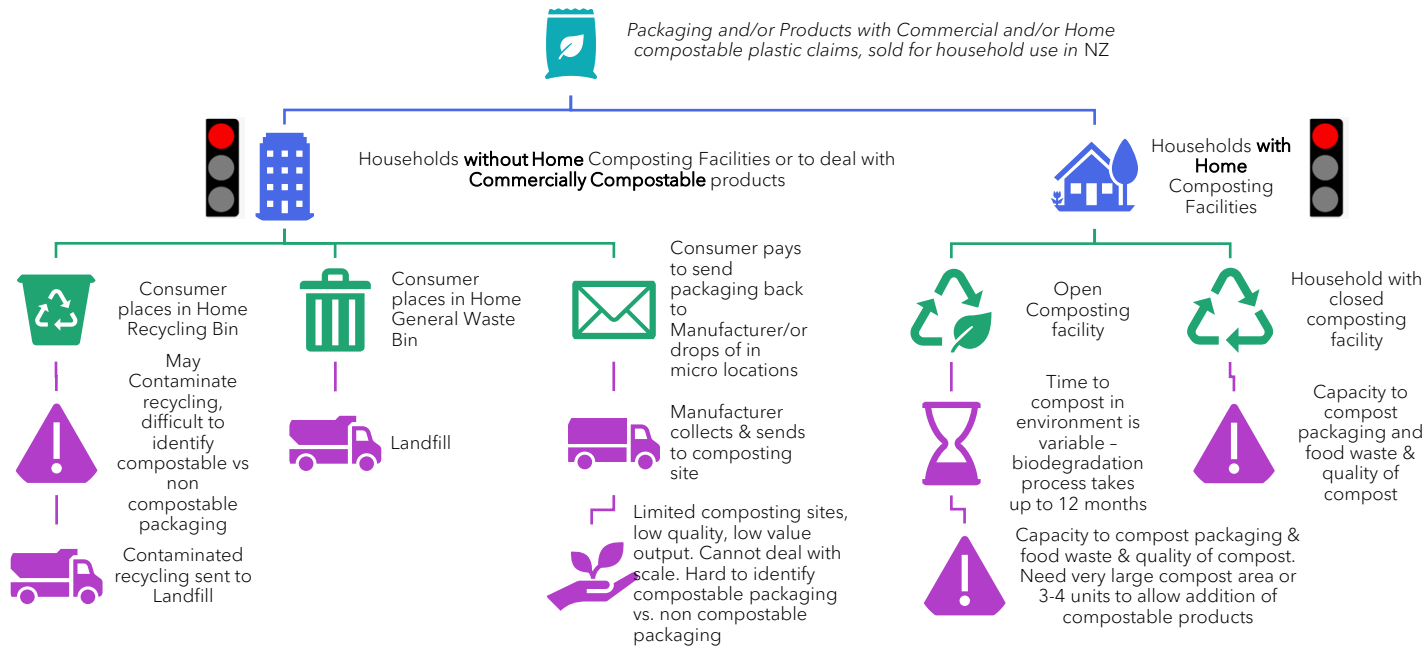 Packaging and/or Products with Commercial and/or Home
compostable plastic claims, sold for household use in NZ
Households without Home Composting Facilities or to deal with
Commercially Compostable products
Households with
Home
Composting
Facilities
Consumer
places in Home
Recycling Bin
Consumer
places in Home
General Waste
Bin
Consumer pays
to send
packaging back
to
Manufacturer/or
drops of in
micro locations
Open
Composting
facility
Household with
closed
composting
facility
May
Contaminate
recycling,
difficult to
identify
compostable vs
non
compostable
packaging
Landfill
Manufacturer
collects & sends
to composting
site
Time to
compost in
environment is
variable –
biodegradation
process takes
up to 12 months
Capacity to
compost
packaging and
food waste &
quality of
compost
Contaminated
recycling sent to
Landfill
Limited composting sites,
low quality, low value
output. Cannot deal with
scale. Hard to identify
compostable packaging
vs. non compostable
packaging
Capacity to compost packaging &
food waste & quality of compost.
Need very large compost area or
3-4 units to allow addition of
compostable products